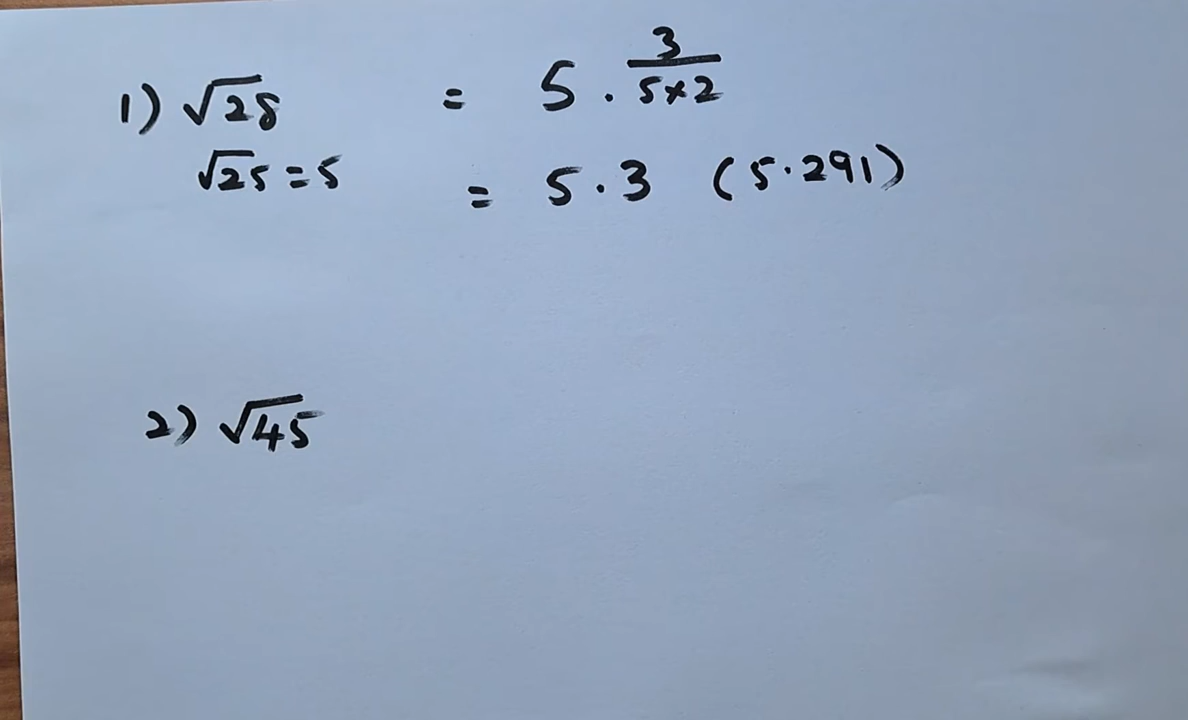 1) √28 = 5 . 3/(5×2)
√25 = 5 = 5.3 (5.291)
2) √45